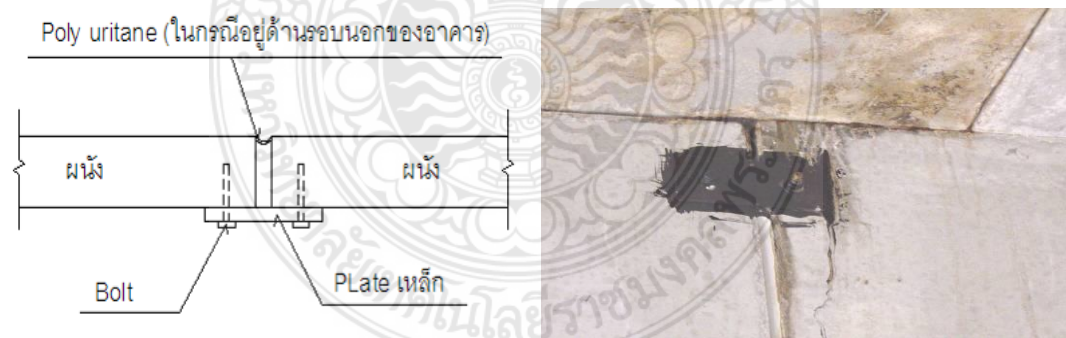 Poly uritane (ในกรณีอยู่ด้านรอบนอกของอาคาร)
ผนัง ผนัง
Bolt
PLate เหล็ก